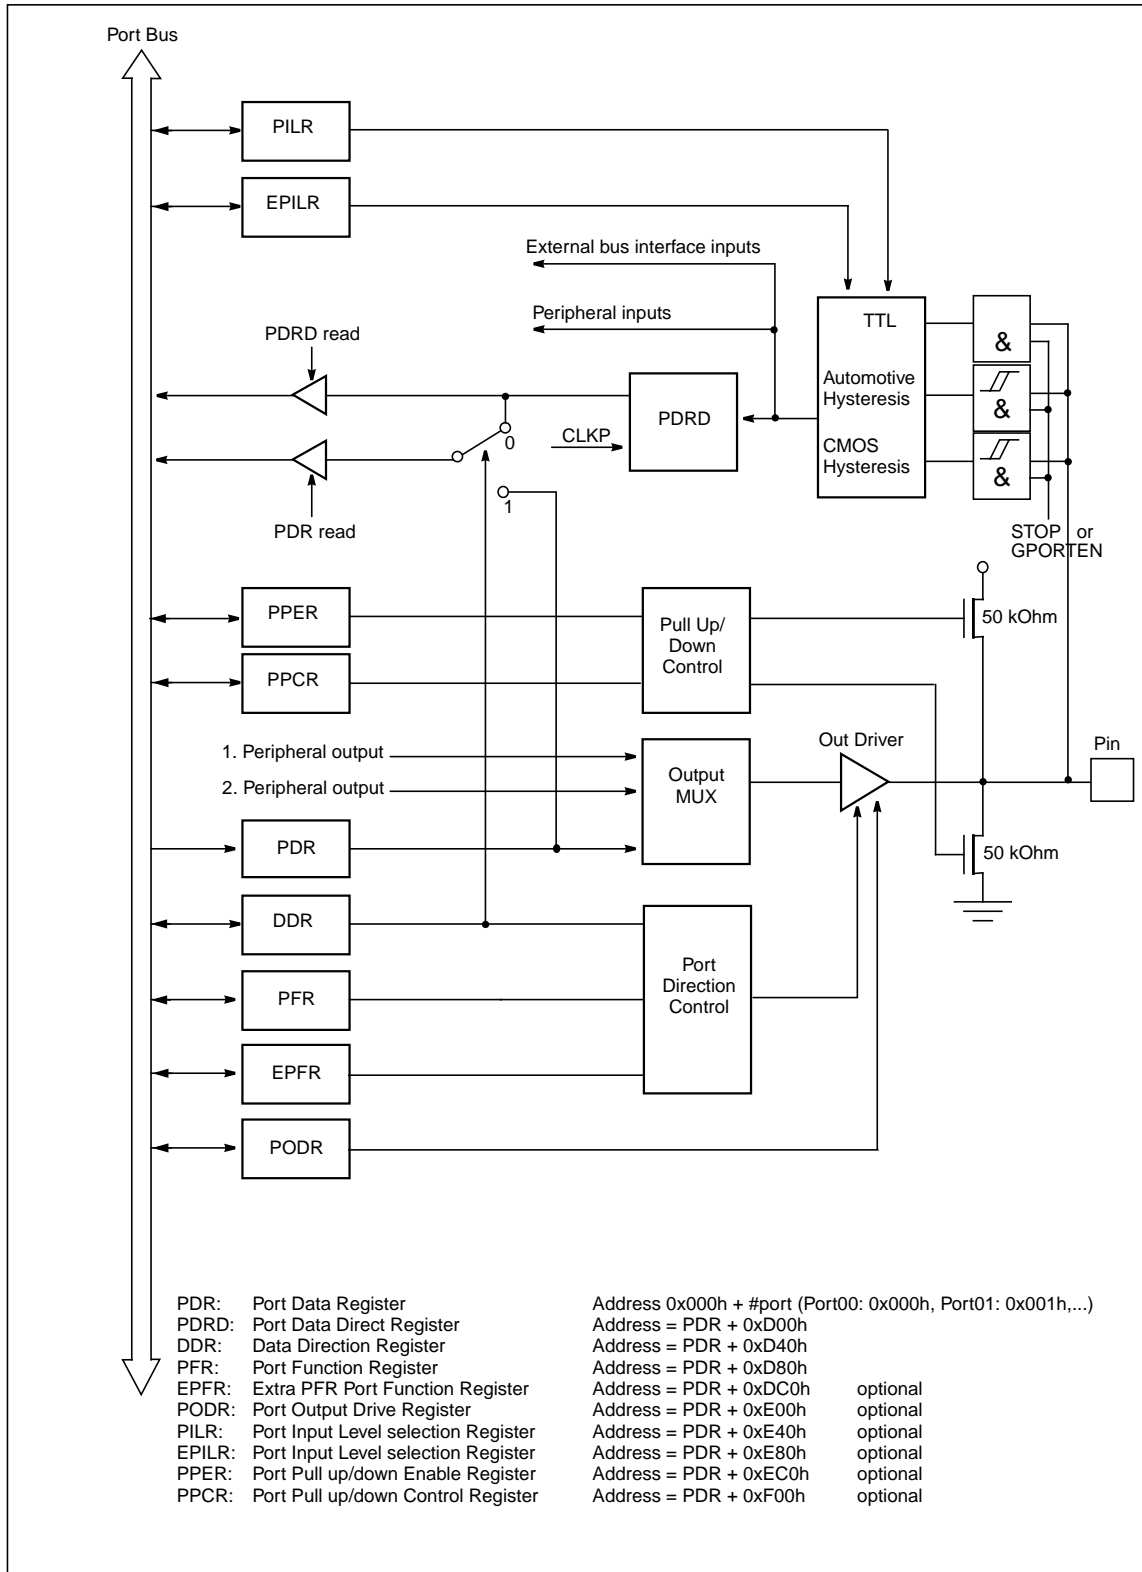 Port Bus
PILR
EPILR
External bus interface inputs
Peripheral inputs
TTL
&
PDRD read
Automotive
Hysteresis
&
PDRD
CLKP
0
CMOS
Hysteresis
&
1
PDR read
STOP or
GPORTEN
PPER
Pull Up/
Down
Control
50 kOhm
PPCR
1. Peripheral output
2. Peripheral output
Output
MUX
Out Driver
Pin
PDR
50 kOhm
DDR
Port
Direction
Control
PFR
EPFR
PODR
PDR: Port Data Register Address 0x000h + #port (Port00: 0x000h, Port01: 0x001h,...)
PDRD: Port Data Direct Register Address = PDR + 0xD00h
DDR: Data Direction Register Address = PDR + 0xD40h
PFR: Port Function Register Address = PDR + 0xD80h
EPFR: Extra PFR Port Function Register Address = PDR + 0xDC0h optional
PODR: Port Output Drive Register Address = PDR + 0xE00h optional
PILR: Port Input Level selection Register Address = PDR + 0xE40h optional
EPILR: Port Input Level selection Register Address = PDR + 0xE80h optional
PPER: Port Pull up/down Enable Register Address = PDR + 0xEC0h optional
PPCR: Port Pull up/down Control Register Address = PDR + 0xF00h optional